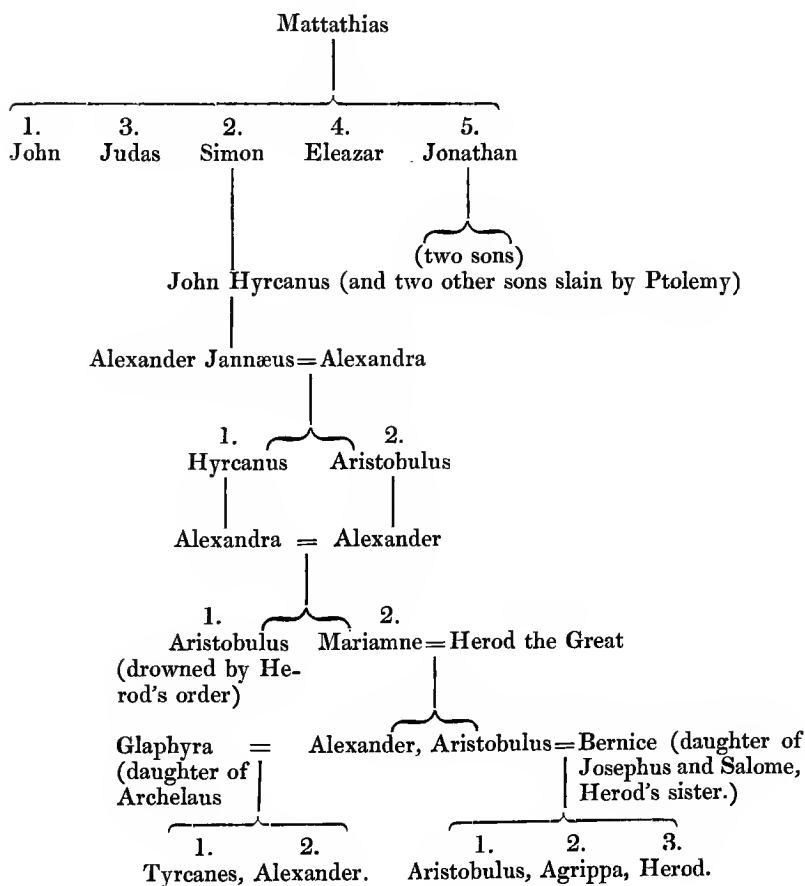 Mattathias
1. 3. 2. 4. 5.
John Judas Simon Eleazar Jonathan
(two sons)
John Hyrcanus (and two other sons slain by Ptolemy)
Alexander Jannæus = Alexandra
1. 2.
Hyrcanus Aristobulus
Alexandra = Alexander
1. 2.
Aristobulus Mariamne = Herod the Great
(drowned by He-
rod's order)
Glaphyra = Alexander, Aristobulus = Bernice (daughter of
(daughter of Josephus and Salome,
Archelaus Herod's sister.)
1. 2. 1. 2. 3.
Tyrcanes, Alexander. Aristobulus, Agrippa, Herod.